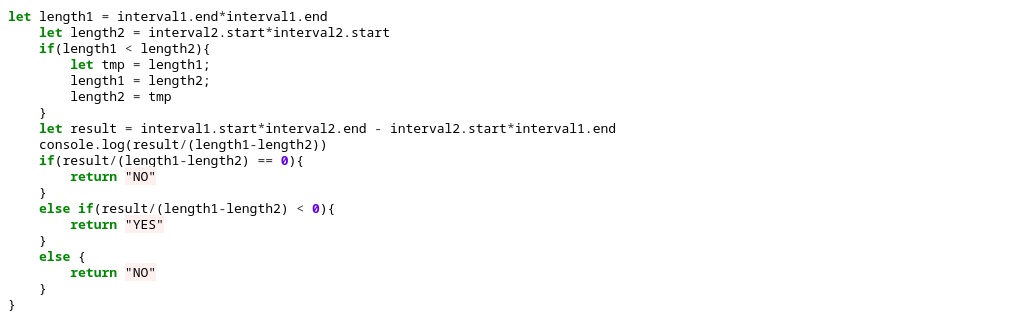 let length1 = interval1.end*interval1.end
    let length2 = interval2.start*interval2.start
    if(length1 < length2){
        let tmp = length1;
        length1 = length2;
        length2 = tmp
    }
    let result = interval1.start*interval2.end - interval2.start*interval1.end
    console.log(result/(length1-length2))
    if(result/(length1-length2) == 0){
        return "NO"
    }
    else if(result/(length1-length2) < 0){
        return "YES"
    }
    else {
        return "NO"
    }
}